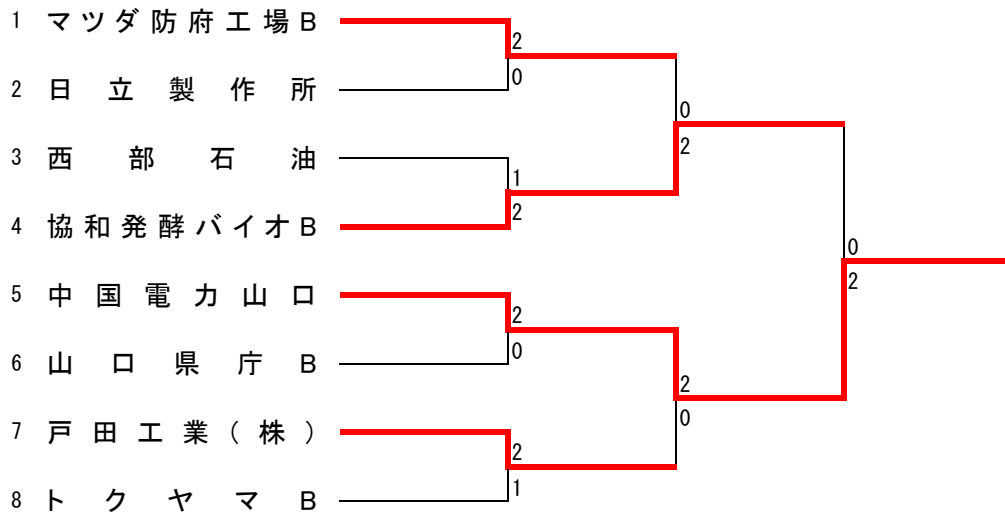 1 マツダ防府工場B
2
0
2 日立製作所
0
2
3 西部石油
1
2
4 協和発酵バイオB
0
2
5 中国電力山口
2
0
6 山口県庁B
2
0
7 戸田工業(株)
2
1
8 トクヤマB